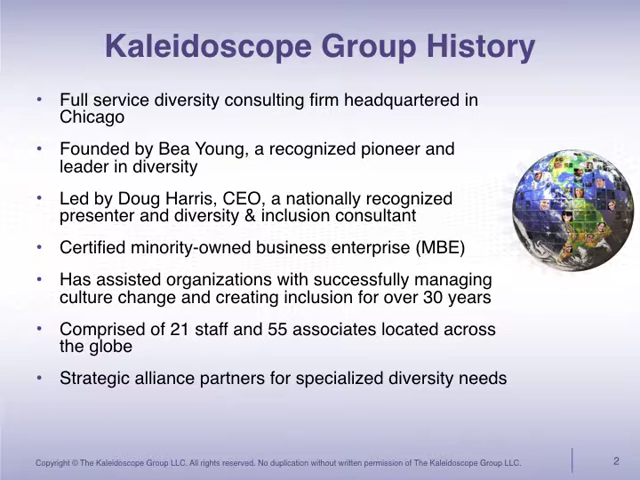 Kaleidoscope Group History
• Full service diversity consulting firm headquartered in
Chicago
• Founded by Bea Young, a recognized pioneer and
leader in diversity
• Led by Doug Harris, CEO, a nationally recognized
presenter and diversity & inclusion consultant
• Certified minority-owned business enterprise (MBE)
• Has assisted organizations with successfully managing
culture change and creating inclusion for over 30 years
• Comprised of 21 staff and 55 associates located across
the globe
• Strategic alliance partners for specialized diversity needs
Copyright © The Kaleidoscope Group LLC. All rights reserved. No duplication without written permission of The Kaleidoscope Group LLC.
2